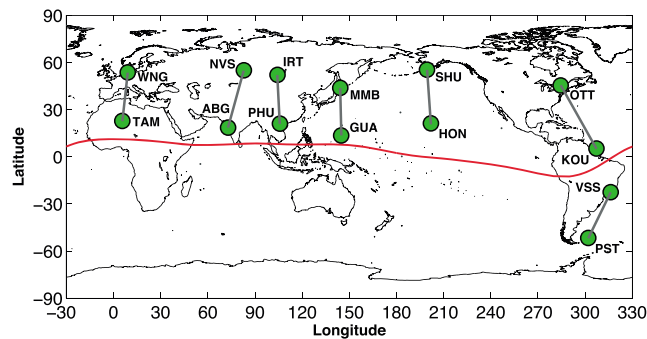 90
60
30
0
−30
−60
−90
Latitude
NVS
IRT
WNG
SHU
OTT
MMB
ABG
PHU
TAM
GUA
HON
KOU
VSS
PST
−30 0 30 60 90 120 150 180 210 240 270 300 330
Longitude